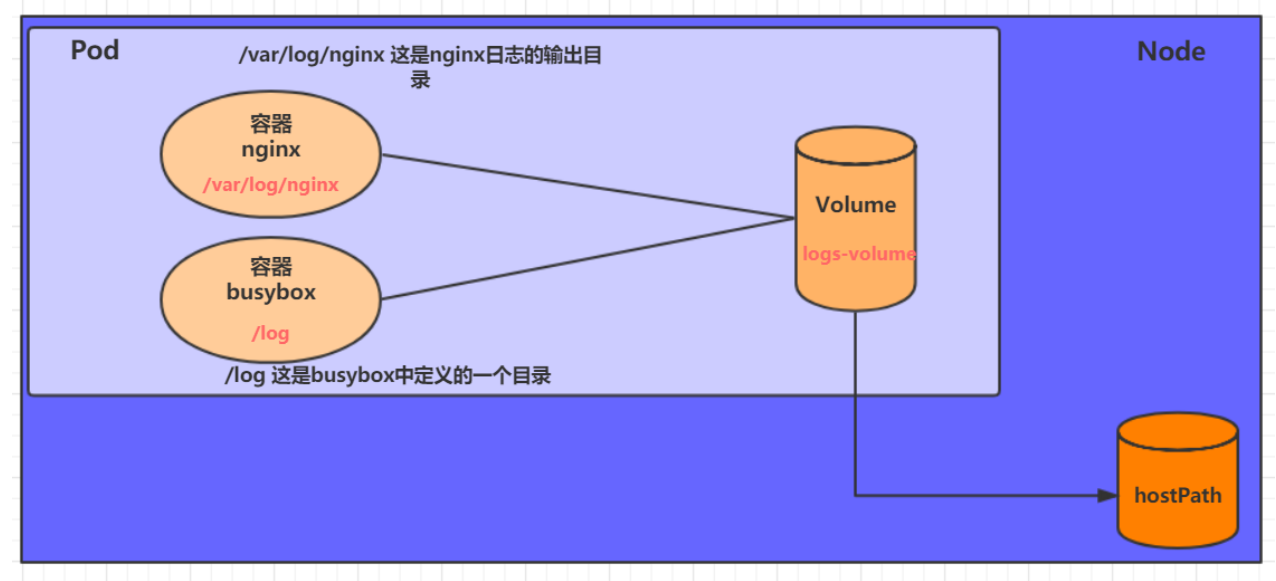 Pod
/var/log/nginx 这是nginx日志的输出目
录
Node
容器
nginx
/var/log/nginx
Volume
logs-volume
容器
busybox
/log
/log 这是busybox中定义的一个目录
hostPath